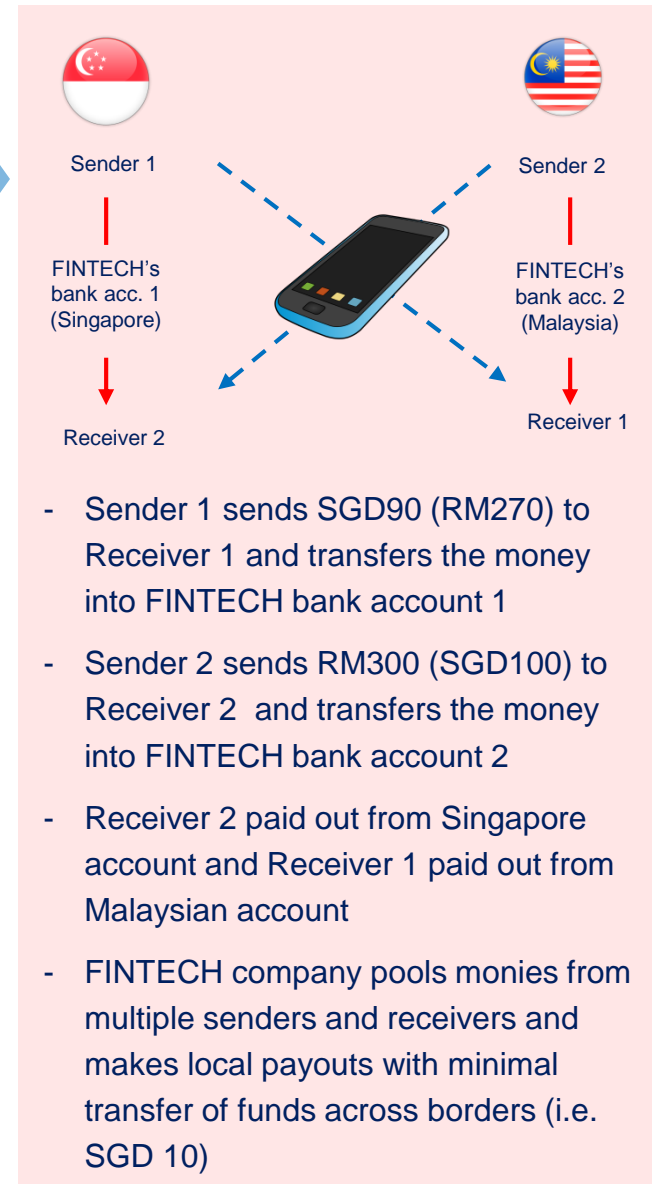 Sender 1
Sender 2
FINTECH's
bank acc. 1
(Singapore)
FINTECH's
bank acc. 2
(Malaysia)
Receiver 2
Receiver 1
- Sender 1 sends SGD90 (RM270) to
Receiver 1 and transfers the money
into FINTECH bank account 1
- Sender 2 sends RM300 (SGD100) to
Receiver 2  and transfers the money
into FINTECH bank account 2
- Receiver 2 paid out from Singapore
account and Receiver 1 paid out from
Malaysian account
- FINTECH company pools monies from
multiple senders and receivers and
makes local payouts with minimal
transfer of funds across borders (i.e.
SGD 10)